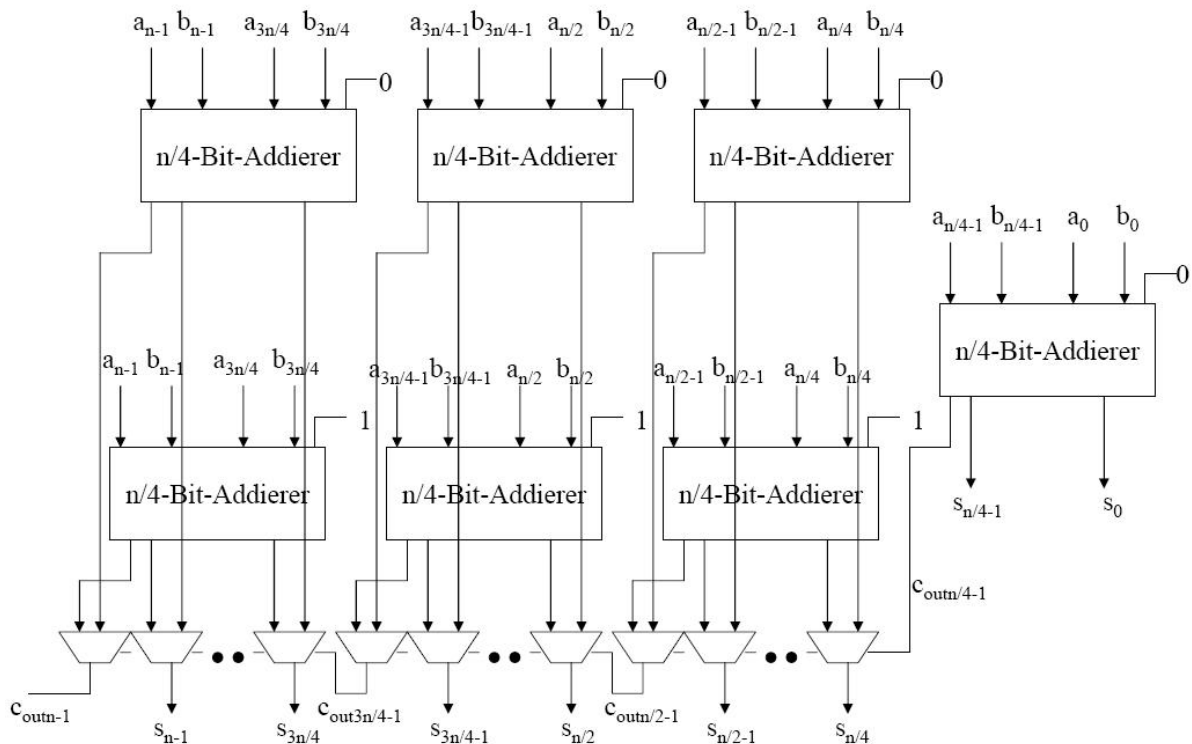 a_{n-1} b_{n-1} a_{3n/4} b_{3n/4} a_{3n/4-1} b_{3n/4-1} a_{n/2} b_{n/2} a_{n/2-1} b_{n/2-1} a_{n/4} b_{n/4}
0 0 0
n/4-Bit-Addierer n/4-Bit-Addierer n/4-Bit-Addierer
a_{n/4-1} b_{n/4-1} a_0 b_0
0
n/4-Bit-Addierer
a_{n-1} b_{n-1} a_{3n/4} b_{3n/4} a_{3n/4-1} b_{3n/4-1} a_{n/2} b_{n/2} a_{n/2-1} b_{n/2-1} a_{n/4} b_{n/4}
1 1 1
n/4-Bit-Addierer n/4-Bit-Addierer n/4-Bit-Addierer
s_{n/4-1} s_0
c_{outn/4-1}
c_{outn-1} c_{out3n/4-1} c_{outn/2-1}
s_{n-1} s_{3n/4} s_{3n/4-1} s_{n/2} s_{n/2-1} s_{n/4}